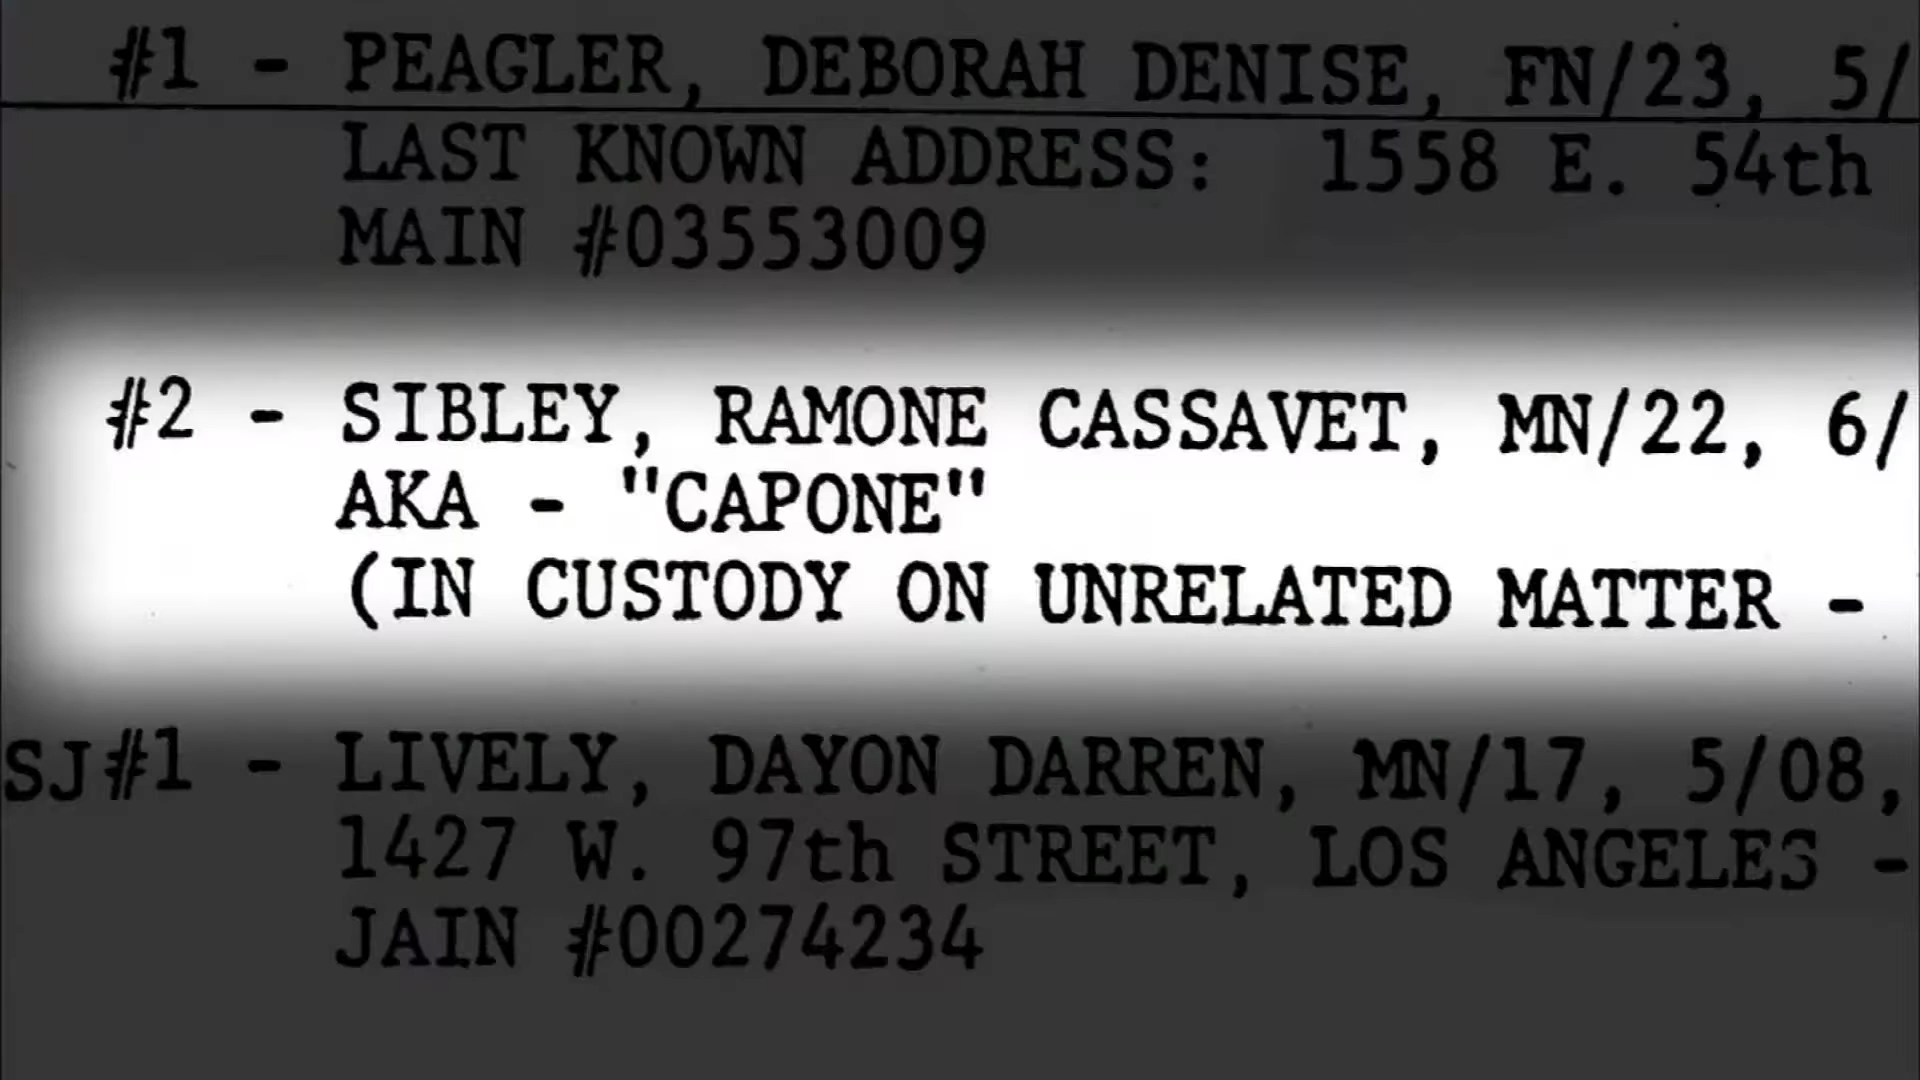 #1 - PEAGLER, DEBORAH DENISE, FN/23, 5/
LAST KNOWN ADDRESS: 1558 E. 54th
MAIN #03553009
#2 - SIBLEY, RAMONE CASSAVET, MN/22, 6/
AKA - "CAPONE"
(IN CUSTODY ON UNRELATED MATTER -
SJ#1 - LIVELY, DAYON DARREN, MN/17, 5/08,
1427 W. 97th STREET, LOS ANGELES -
JAIN #00274234